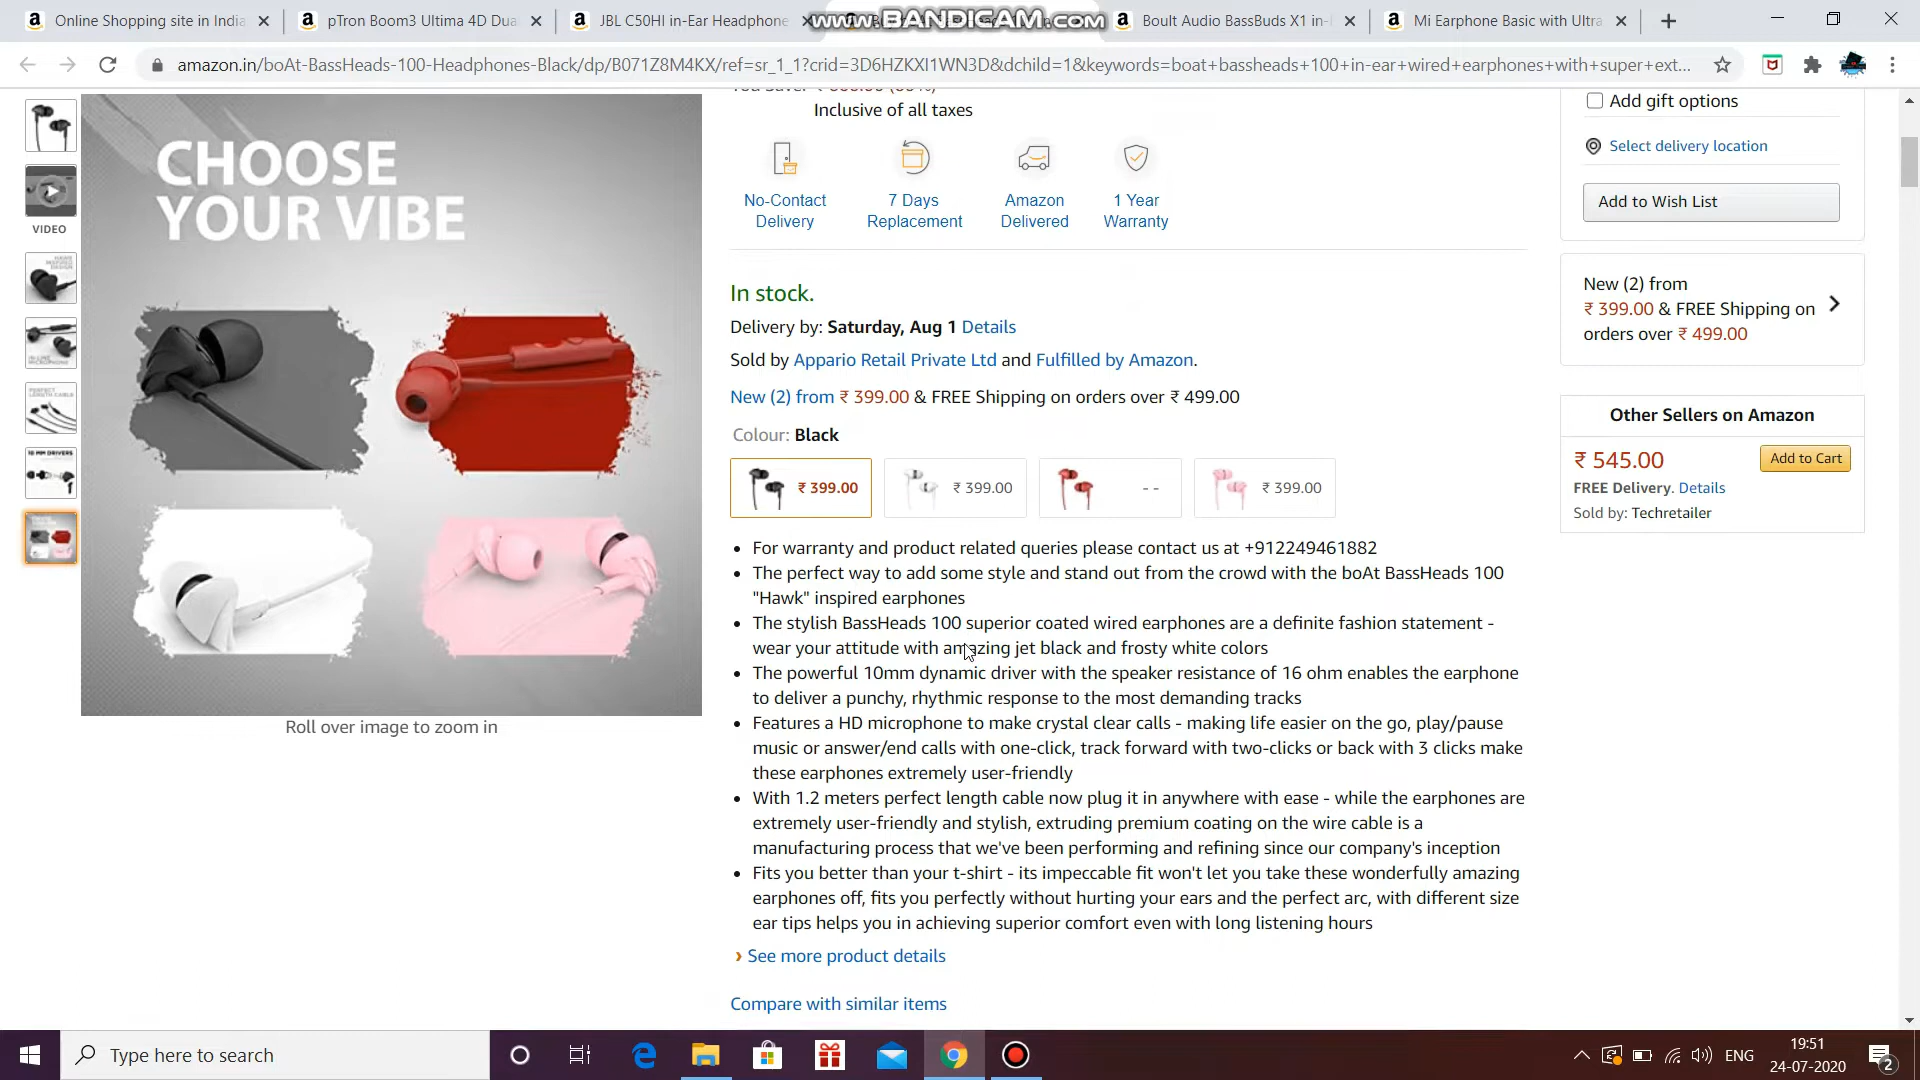 Online Shopping site in India
pTron Boom3 Ultima 4D Dua
JBL C50HI in-Ear Headphone
www.BANDICAM.com
Boult Audio BassBuds X1 in-
Mi Earphone Basic with Ultra
amazon.in/boAt-BassHeads-100-Headphones-Black/dp/B071Z8M4KX/ref=sr_1_1?crid=3D6HZKXI1WN3D&dchild=1&keywords=boat+bassheads+100+in-ear+wired+earphones+with+super+ext...
Inclusive of all taxes
No-Contact
Delivery
7 Days
Replacement
Amazon
Delivered
1 Year
Warranty
In stock.
Delivery by: Saturday, Aug 1 Details
Sold by Appario Retail Private Ltd and Fulfilled by Amazon.
New (2) from ₹ 399.00 & FREE Shipping on orders over ₹ 499.00
Colour: Black
₹ 399.00
₹ 399.00
- -
₹ 399.00
• For warranty and product related queries please contact us at +912249461882
• The perfect way to add some style and stand out from the crowd with the boAt BassHeads 100
"Hawk" inspired earphones
• The stylish BassHeads 100 superior coated wired earphones are a definite fashion statement -
wear your attitude with amazing jet black and frosty white colors
• The powerful 10mm dynamic driver with the speaker resistance of 16 ohm enables the earphone
to deliver a punchy, rhythmic response to the most demanding tracks
• Features a HD microphone to make crystal clear calls - making life easier on the go, play/pause
music or answer/end calls with one-click, track forward with two-clicks or back with 3 clicks make
these earphones extremely user-friendly
• With 1.2 meters perfect length cable now plug it in anywhere with ease - while the earphones are
extremely user-friendly and stylish, extruding premium coating on the wire cable is a
manufacturing process that we've been performing and refining since our company's inception
• Fits you better than your t-shirt - its impeccable fit won't let you take these wonderfully amazing
earphones off, fits you perfectly without hurting your ears and the perfect arc, with different size
ear tips helps you in achieving superior comfort even with long listening hours
› See more product details
Compare with similar items
VIDEO
CHOOSE
YOUR VIBE
Roll over image to zoom in
Add gift options
Select delivery location
Add to Wish List
New (2) from
₹ 399.00 & FREE Shipping on
orders over ₹ 499.00
Other Sellers on Amazon
₹ 545.00
Add to Cart
FREE Delivery. Details
Sold by: Techretailer
Type here to search
ENG
19:51
24-07-2020
2